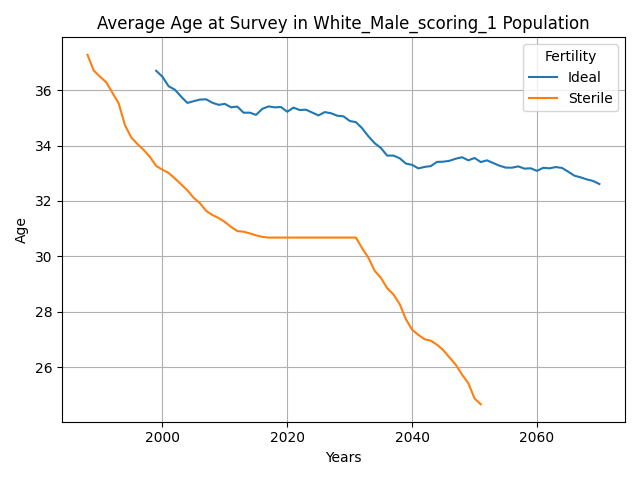 Average Age at Survey in White_Male_scoring_1 Population
Fertility
Ideal
Sterile
Age
36
34
32
30
28
26
2000
2020
2040
2060
Years